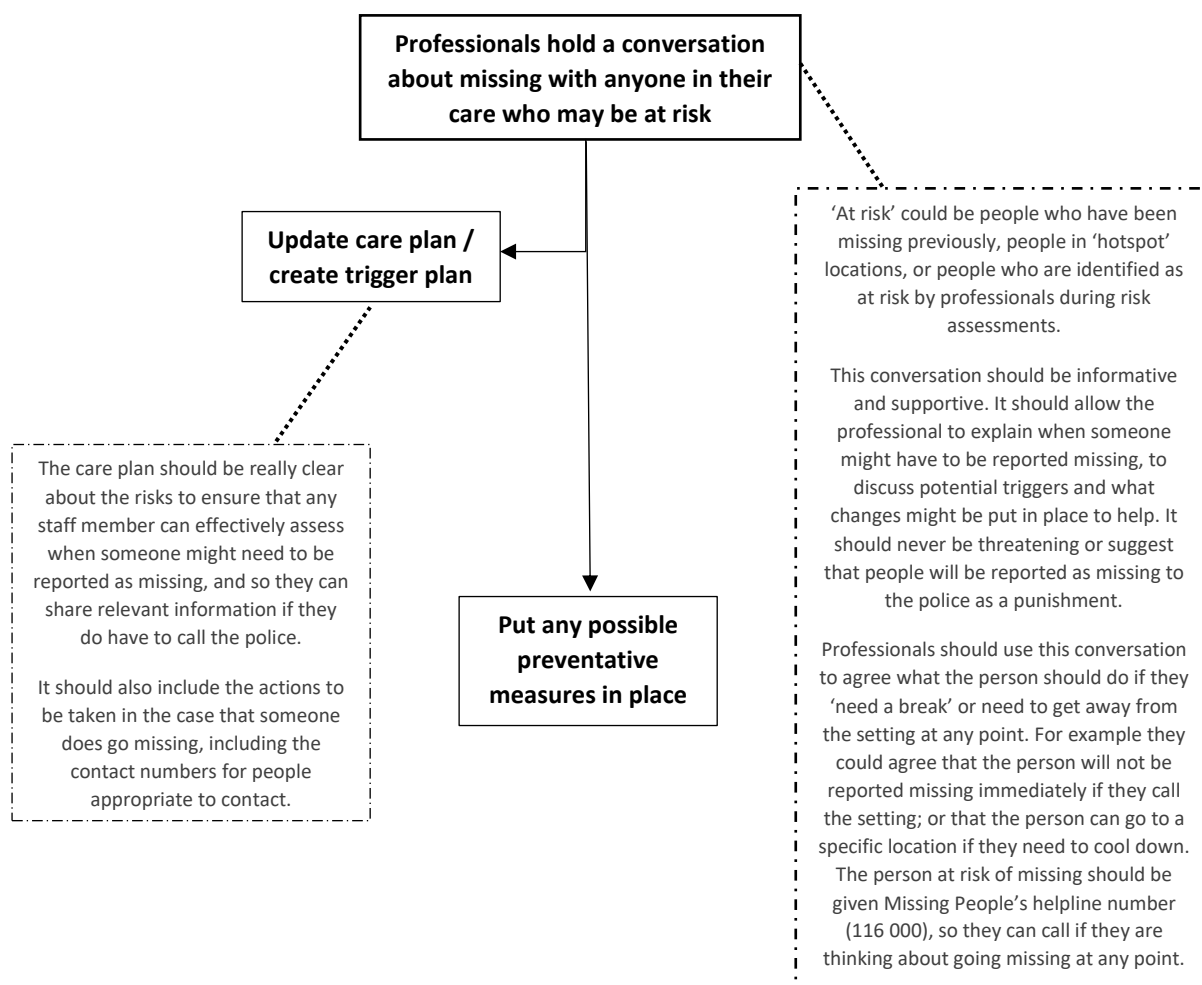 Professionals hold a conversation
about missing with anyone in their
care who may be at risk
Update care plan /
create trigger plan
‘At risk’ could be people who have been
missing previously, people in ‘hotspot’
locations, or people who are identified as
at risk by professionals during risk
assessments.
This conversation should be informative
and supportive. It should allow the
professional to explain when someone
might have to be reported missing, to
discuss potential triggers and what
changes might be put in place to help. It
should never be threatening or suggest
that people will be reported as missing to
the police as a punishment.
Professionals should use this conversation
to agree what the person should do if they
‘need a break’ or need to get away from
the setting at any point. For example they
could agree that the person will not be
reported missing immediately if they call
the setting; or that the person can go to a
specific location if they need to cool down.
The person at risk of missing should be
given Missing People’s helpline number
(116 000), so they can call if they are
thinking about going missing at any point.
The care plan should be really clear
about the risks to ensure that any
staff member can effectively assess
when someone might need to be
reported as missing, and so they can
share relevant information if they
do have to call the police.
It should also include the actions to
be taken in the case that someone
does go missing, including the
contact numbers for people
appropriate to contact.
Put any possible
preventative
measures in place